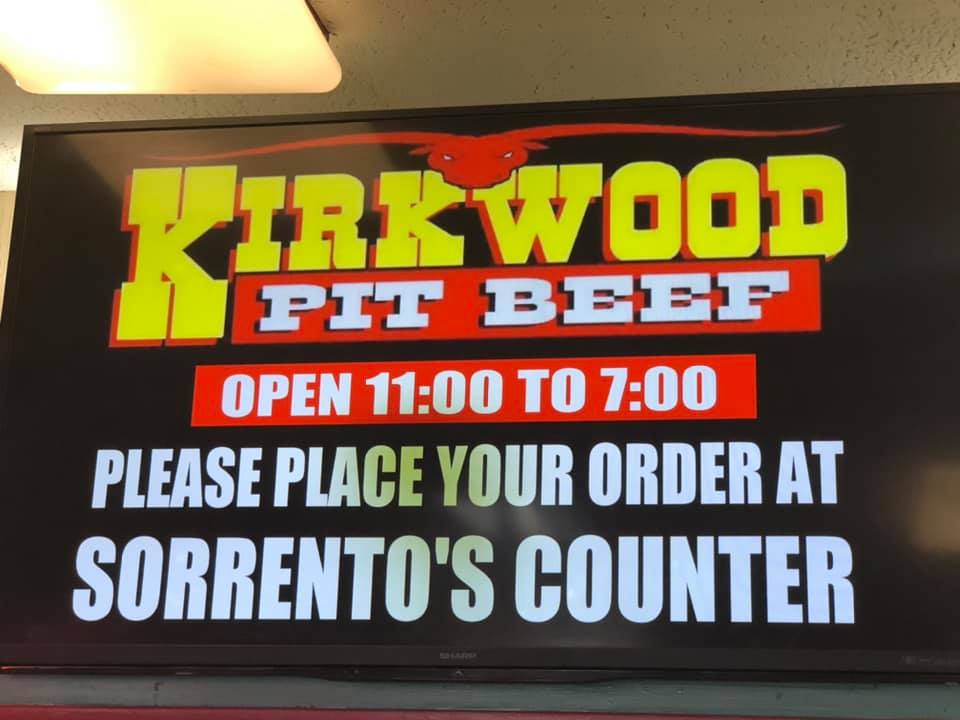 KIRKWOOD
PIT BEEF
OPEN 11:00 TO 7:00
PLEASE PLACE YOUR ORDER AT
SORRENTO'S COUNTER
SHARP